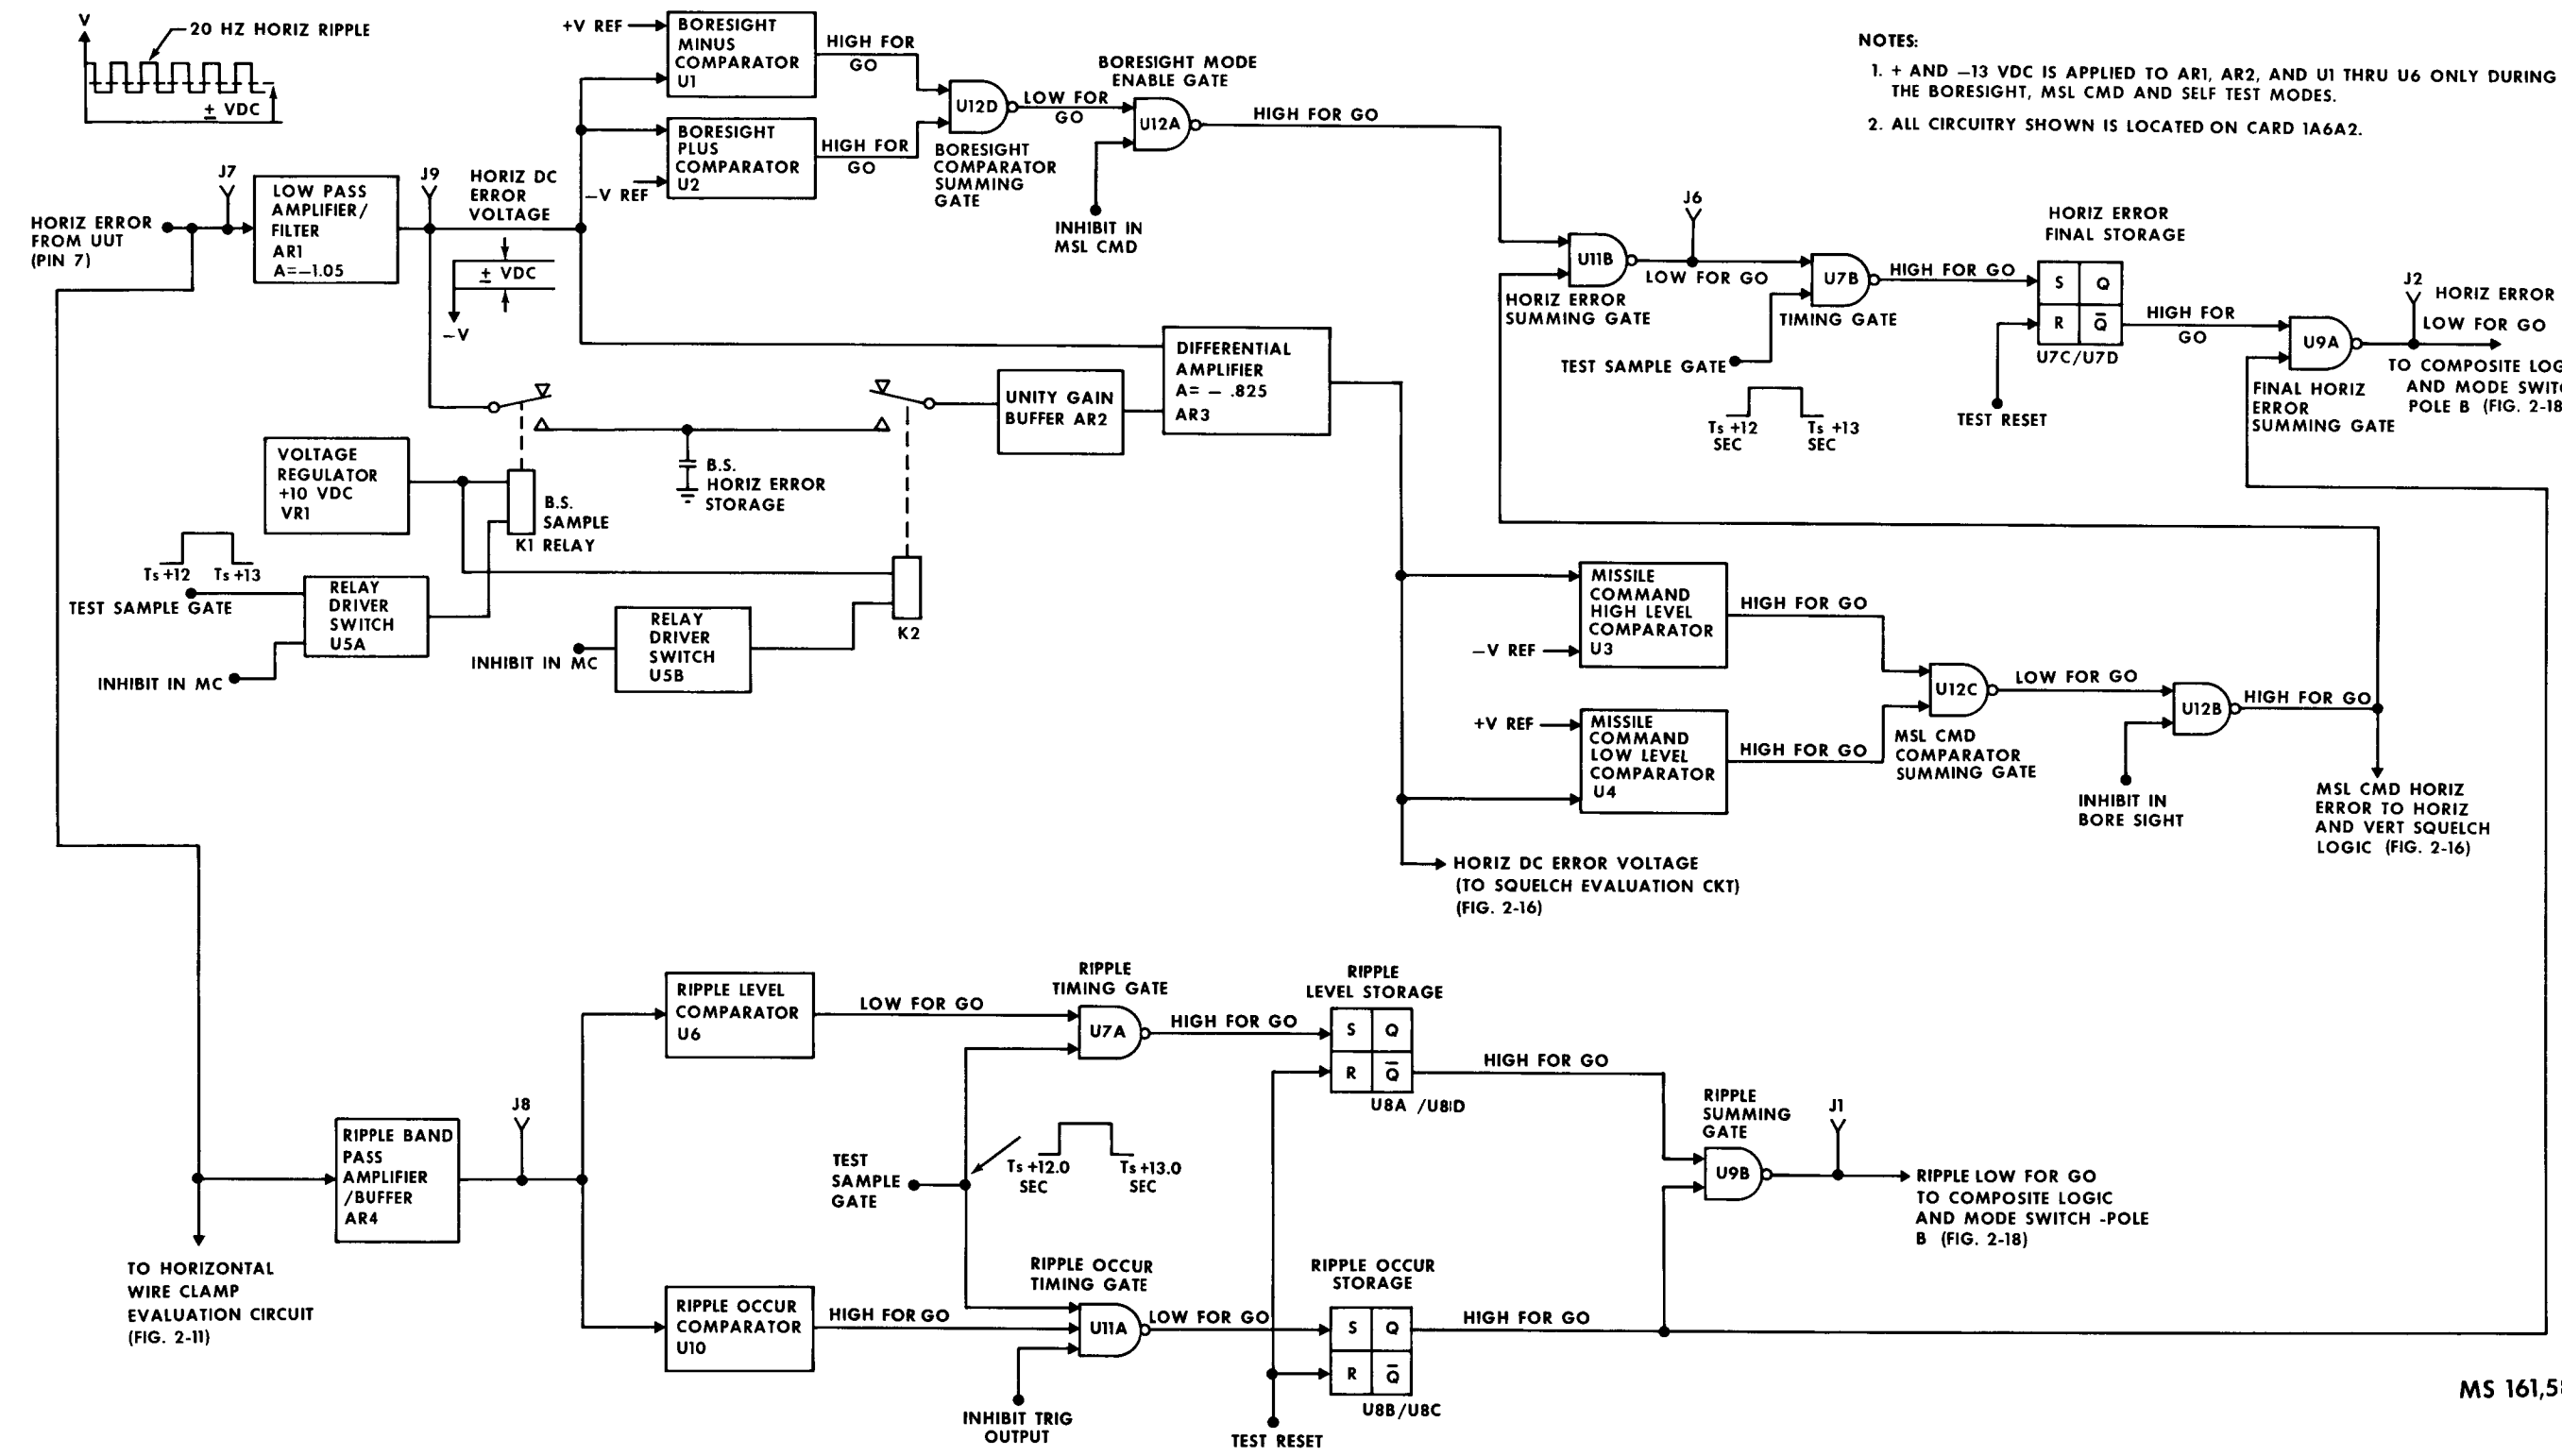 V
20 HZ HORIZ RIPPLE
± VDC
+V REF
BORESIGHT
MINUS
COMPARATOR
U1
HIGH FOR
GO
BORESIGHT
PLUS
COMPARATOR
U2
–V REF
HIGH FOR
GO
U12D
BORESIGHT
COMPARATOR
SUMMING
GATE
LOW FOR
GO
BORESIGHT MODE
ENABLE GATE
U12A
INHIBIT IN
MSL CMD
HIGH FOR GO
NOTES:
1. + AND –13 VDC IS APPLIED TO AR1, AR2, AND U1 THRU U6 ONLY DURING
THE BORESIGHT, MSL CMD AND SELF TEST MODES.
2. ALL CIRCUITRY SHOWN IS LOCATED ON CARD 1A6A2.
HORIZ ERROR
FROM UUT
(PIN 7)
J7
LOW PASS
AMPLIFIER/
FILTER
AR1
A=–1.05
J9
HORIZ DC
ERROR
VOLTAGE
± VDC
–V
U11B
HORIZ ERROR
SUMMING GATE
J6
LOW FOR GO
U7B
TIMING GATE
TEST SAMPLE GATE
Ts +12
SEC
Ts +13
SEC
HIGH FOR GO
HORIZ ERROR
FINAL STORAGE
S
Q
R
Q̅
U7C/U7D
TEST RESET
HIGH FOR
GO
U9A
FINAL HORIZ
ERROR
SUMMING GATE
J2
HORIZ ERROR
LOW FOR GO
TO COMPOSITE LOG
AND MODE SWIT
POLE B (FIG. 2-18
DIFFERENTIAL
AMPLIFIER
A= – .825
AR3
UNITY GAIN
BUFFER AR2
B.S.
HORIZ ERROR
STORAGE
VOLTAGE
REGULATOR
+10 VDC
VR1
B.S.
SAMPLE
K1 RELAY
Ts +12
Ts +13
TEST SAMPLE GATE
RELAY
DRIVER
SWITCH
U5A
INHIBIT IN MC
INHIBIT IN MC
RELAY
DRIVER
SWITCH
U5B
K2
MISSILE
COMMAND
HIGH LEVEL
COMPARATOR
U3
–V REF
HIGH FOR GO
+V REF
MISSILE
COMMAND
LOW LEVEL
COMPARATOR
U4
HIGH FOR GO
U12C
MSL CMD
COMPARATOR
SUMMING GATE
LOW FOR GO
U12B
INHIBIT IN
BORE SIGHT
HIGH FOR GO
MSL CMD HORIZ
ERROR TO HORIZ
AND VERT SQUELCH
LOGIC (FIG. 2-16)
HORIZ DC ERROR VOLTAGE
(TO SQUELCH EVALUATION CKT)
(FIG. 2-16)
RIPPLE LEVEL
COMPARATOR
U6
LOW FOR GO
RIPPLE
TIMING GATE
U7A
HIGH FOR GO
RIPPLE
LEVEL STORAGE
S
Q
R
Q̅
U8A /U8D
HIGH FOR GO
RIPPLE
SUMMING
GATE
U9B
J1
RIPPLE LOW FOR GO
TO COMPOSITE LOGIC
AND MODE SWITCH -POLE
B (FIG. 2-18)
RIPPLE BAND
PASS
AMPLIFIER
/BUFFER
AR4
J8
TEST
SAMPLE
GATE
Ts +12.0
SEC
Ts +13.0
SEC
TO HORIZONTAL
WIRE CLAMP
EVALUATION CIRCUIT
(FIG. 2-11)
RIPPLE OCCUR
COMPARATOR
U10
HIGH FOR GO
RIPPLE OCCUR
TIMING GATE
U11A
INHIBIT TRIG
OUTPUT
LOW FOR GO
RIPPLE OCCUR
STORAGE
S
Q
R
Q̅
U8B/U8C
TEST RESET
HIGH FOR GO
MS 161,5